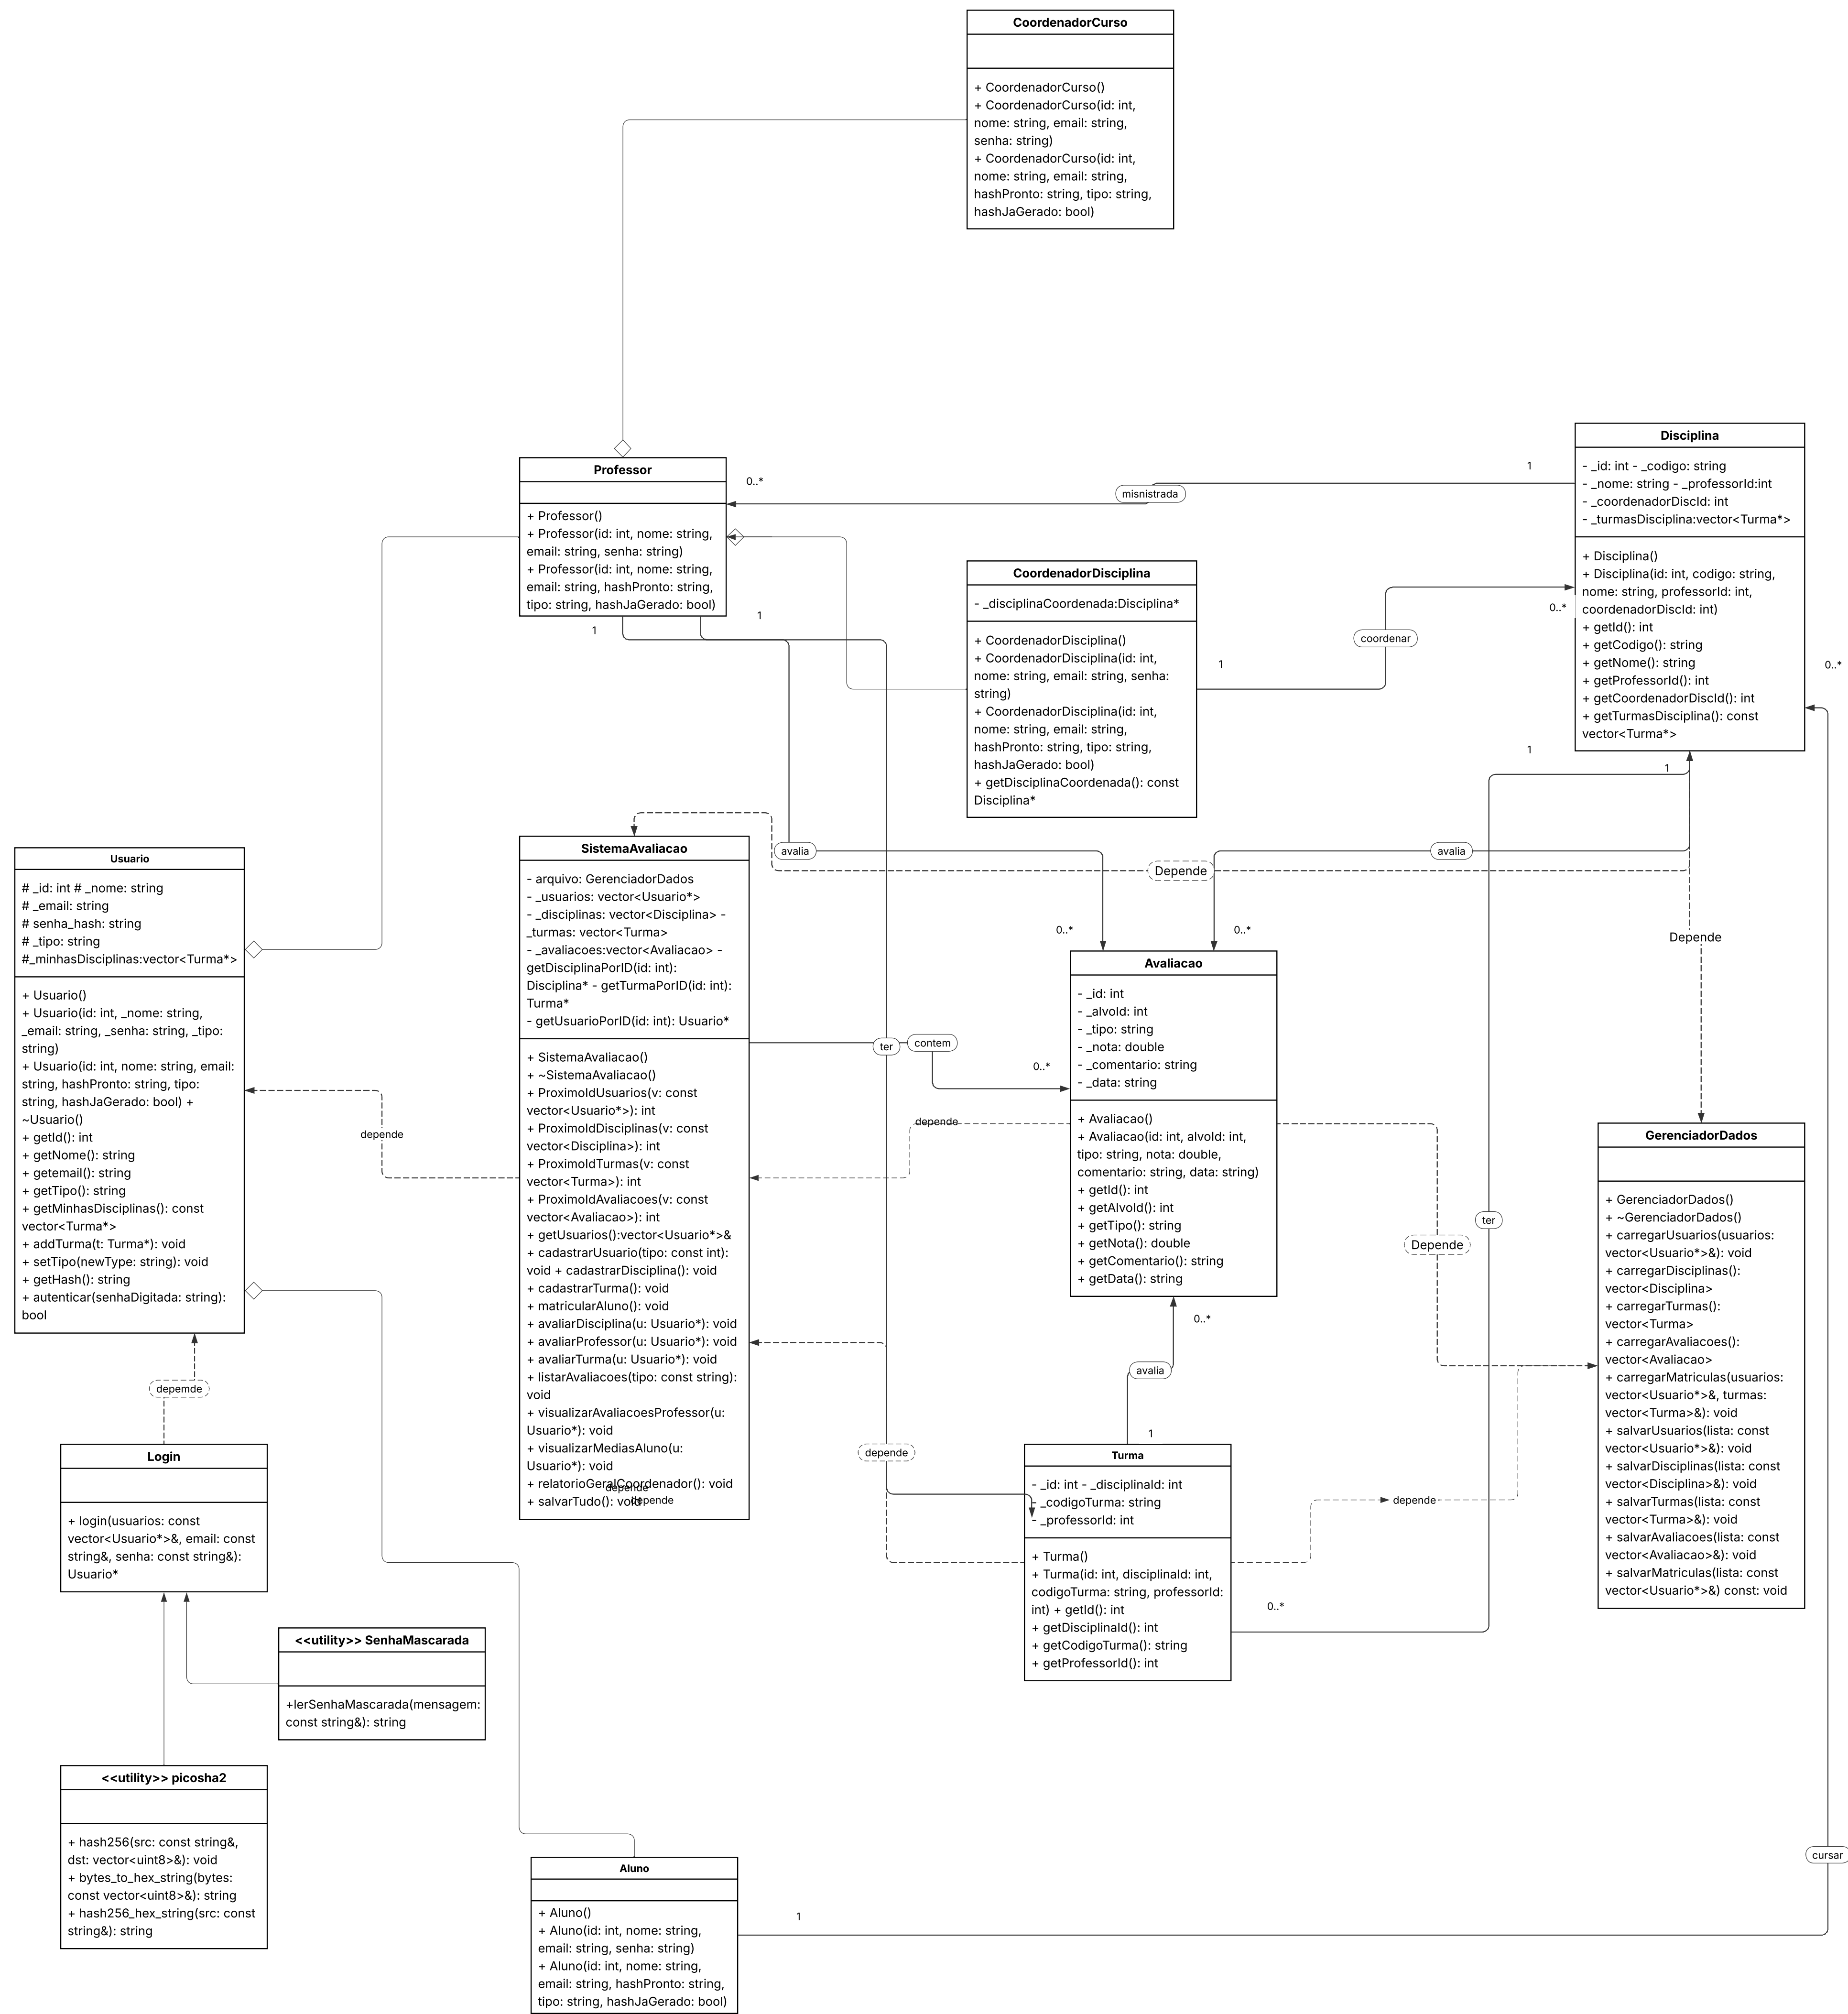 CoordenadorCurso
+ CoordenadorCurso()
+ CoordenadorCurso(id: int,
nome: string, email: string,
senha: string)
+ CoordenadorCurso(id: int,
nome: string, email: string,
hashPronto: string, tipo: string,
hashJaGerado: bool)
Professor
+ Professor()
+ Professor(id: int, nome: string,
email: string, senha: string)
+ Professor(id: int, nome: string,
email: string, hashPronto: string,
tipo: string, hashJaGerado: bool)
0..*
misnistrada
1
1
1
Disciplina
- _id: int - _codigo: string
- _nome: string - _professorId:int
- _coordenadorDiscId: int
- _turmasDisciplina:vector<Turma*>
+ Disciplina()
+ Disciplina(id: int, codigo: string,
nome: string, professorId: int,
coordenadorDiscId: int)
+ getId(): int
+ getCodigo(): string
+ getNome(): string
+ getProfessorId(): int
+ getCoordenadorDiscId(): int
+ getTurmasDisciplina(): const
vector<Turma*>
CoordenadorDisciplina
- _disciplinaCoordenada:Disciplina*
+ CoordenadorDisciplina()
+ CoordenadorDisciplina(id: int,
nome: string, email: string, senha:
string)
+ CoordenadorDisciplina(id: int,
nome: string, email: string,
hashPronto: string, tipo: string,
hashJaGerado: bool)
+ getDisciplinaCoordenada(): const
Disciplina*
1
coordenar
0..*
0..*
1
1
Usuario
# _id: int # _nome: string
# _email: string
# senha_hash: string
# _tipo: string
#_minhasDisciplinas:vector<Turma*>
+ Usuario()
+ Usuario(id: int, _nome: string,
_email: string, _senha: string, _tipo:
string)
+ Usuario(id: int, nome: string, email:
string, hashPronto: string, tipo:
string, hashJaGerado: bool) +
~Usuario()
+ getId(): int
+ getNome(): string
+ getemail(): string
+ getTipo(): string
+ getMinhasDisciplinas(): const
vector<Turma*>
+ addTurma(t: Turma*): void
+ setTipo(newType: string): void
+ getHash(): string
+ autenticar(senhaDigitada: string):
bool
depende
SistemaAvaliacao
- arquivo: GerenciadorDados
- _usuarios: vector<Usuario*>
- _disciplinas: vector<Disciplina> -
_turmas: vector<Turma>
- _avaliacoes:vector<Avaliacao> -
getDisciplinaPorID(id: int):
Disciplina* - getTurmaPorID(id: int):
Turma*
- getUsuarioPorID(id: int): Usuario*
+ SistemaAvaliacao()
+ ~SistemaAvaliacao()
+ ProximoIdUsuarios(v: const
vector<Usuario*>): int
+ ProximoIdDisciplinas(v: const
vector<Disciplina>): int
+ ProximoIdTurmas(v: const
vector<Turma>): int
+ ProximoIdAvaliacoes(v: const
vector<Avaliacao>): int
+ getUsuarios():vector<Usuario*>&
+ cadastrarUsuario(tipo: const int):
void + cadastrarDisciplina(): void
+ cadastrarTurma(): void
+ matricularAluno(): void
+ avaliarDisciplina(u: Usuario*): void
+ avaliarProfessor(u: Usuario*): void
+ avaliarTurma(u: Usuario*): void
+ listarAvaliacoes(tipo: const string):
void
+ visualizarAvaliacoesProfessor(u:
Usuario*): void
+ visualizarMediasAluno(u:
Usuario*): void
+ relatorioGeralCoordenador(): void
depende
+ salvarTudo(): void
depende
avalia
Depende
avalia
0..*
0..*
ter
contem
0..*
depende
depende
Avaliacao
- _id: int
- _alvoId: int
- _tipo: string
- _nota: double
- _comentario: string
- _data: string
+ Avaliacao()
+ Avaliacao(id: int, alvoId: int,
tipo: string, nota: double,
comentario: string, data: string)
+ getId(): int
+ getAlvoId(): int
+ getTipo(): string
+ getNota(): double
+ getComentario(): string
+ getData(): string
0..*
avalia
1
Depende
Depende
ter
GerenciadorDados
+ GerenciadorDados()
+ ~GerenciadorDados()
+ carregarUsuarios(usuarios:
vector<Usuario*>&): void
+ carregarDisciplinas():
vector<Disciplina>
+ carregarTurmas():
vector<Turma>
+ carregarAvaliacoes():
vector<Avaliacao>
+ carregarMatriculas(usuarios:
vector<Usuario*>&, turmas:
vector<Turma>&): void
+ salvarUsuarios(lista: const
vector<Usuario*>&): void
+ salvarDisciplinas(lista: const
vector<Disciplina>&): void
+ salvarTurmas(lista: const
vector<Turma>&): void
+ salvarAvaliacoes(lista: const
vector<Avaliacao>&): void
+ salvarMatriculas(lista: const
vector<Usuario*>&) const: void
Turma
- _id: int - _disciplinaId: int
- _codigoTurma: string
- _professorId: int
+ Turma()
+ Turma(id: int, disciplinaId: int,
codigoTurma: string, professorId:
int) + getId(): int
+ getDisciplinaId(): int
+ getCodigoTurma(): string
+ getProfessorId(): int
depende
0..*
depemde
Login
+ login(usuarios: const
vector<Usuario*>&, email: const
string&, senha: const string&):
Usuario*
<<utility>> SenhaMascarada
+lerSenhaMascarada(mensagem:
const string&): string
<<utility>> picosha2
+ hash256(src: const string&,
dst: vector<uint8>&): void
+ bytes_to_hex_string(bytes:
const vector<uint8>&): string
+ hash256_hex_string(src: const
string&): string
Aluno
+ Aluno()
+ Aluno(id: int, nome: string,
email: string, senha: string)
+ Aluno(id: int, nome: string,
email: string, hashPronto: string,
tipo: string, hashJaGerado: bool)
1
cursar